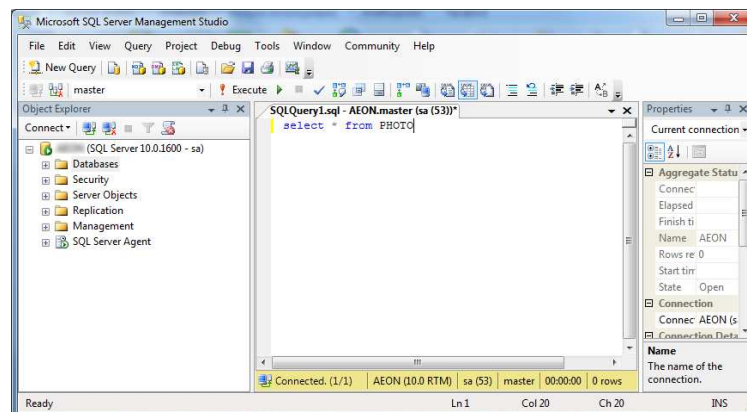 Microsoft SQL Server Management Studio
File Edit View Query Project Debug Tools Window Community Help
New Query
master
Execute
Object Explorer
Connect
(SQL Server 10.0.1600 - sa)
Databases
Security
Server Objects
Replication
Management
SQL Server Agent
SQLQuery1.sql - AEON.master (sa (53))*
select * from PHOTO
Connected. (1/1) AEON (10.0 RTM) sa (53) master 00:00:00 0 rows
Properties
Current connection
Aggregate Statu
Connec
Elapsed
Finish ti
Name AEON
Rows re 0
Start tim
State Open
Connection
Connec AEON (s
Connection Deta
Name
The name of the
connection.
Ready Ln 1 Col 20 Ch 20 INS